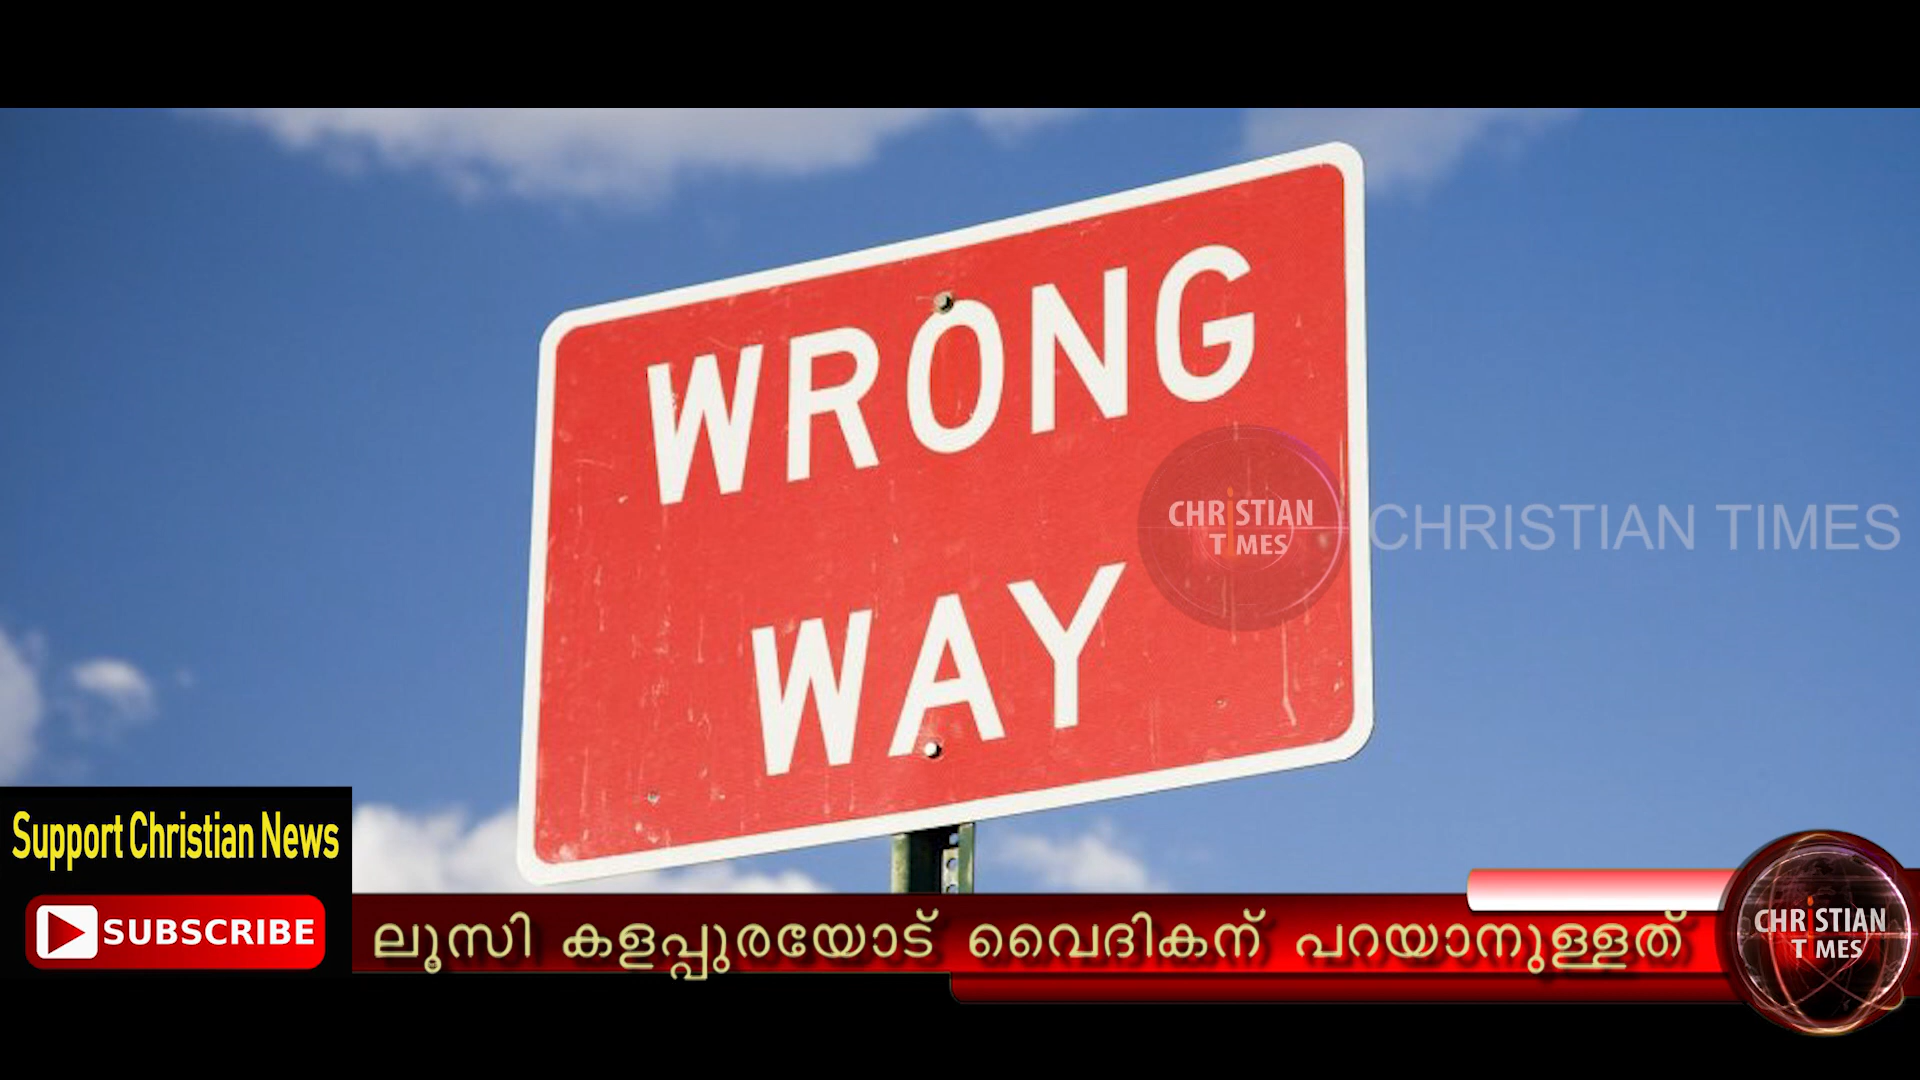 WRONG
WAY
CHRISTIAN
TIMES
CHRISTIAN TIMES
Support Christian News
SUBSCRIBE
ലൂസി കളപ്പുരയോട് വൈദികന് പറയാനുള്ളത്
CHRISTIAN
TIMES